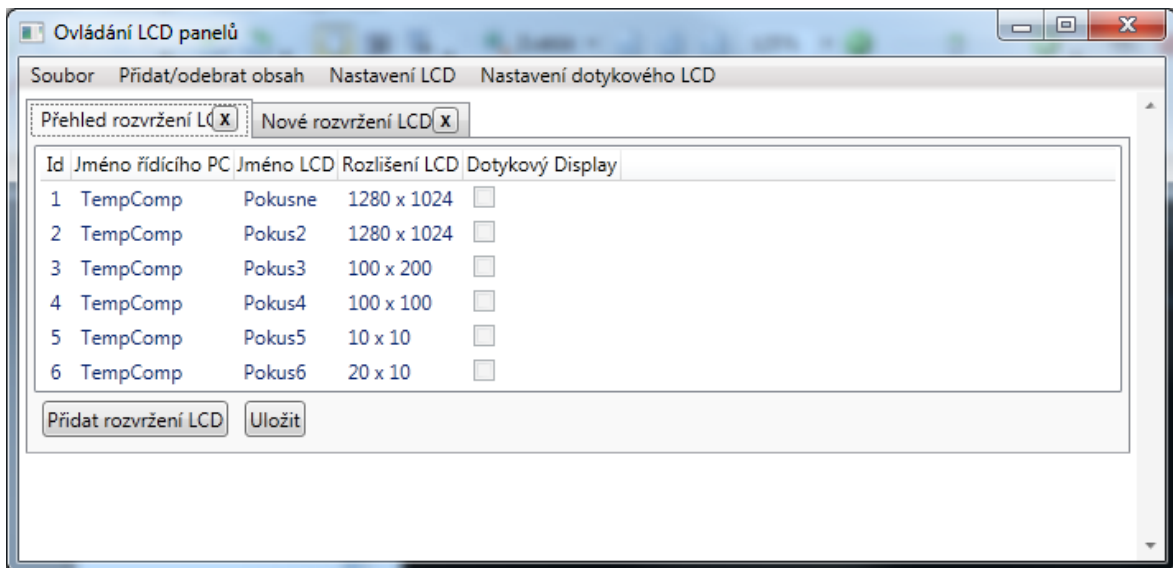 Ovládání LCD panelů
Soubor Přidat/odebrat obsah Nastavení LCD Nastavení dotykového LCD
Přehled rozvržení LC x Nové rozvržení LCD x
Id Jméno řídícího PC Jméno LCD Rozlišení LCD Dotykový Display
1 TempComp Pokusne 1280 x 1024
2 TempComp Pokus2 1280 x 1024
3 TempComp Pokus3 100 x 200
4 TempComp Pokus4 100 x 100
5 TempComp Pokus5 10 x 10
6 TempComp Pokus6 20 x 10
Přidat rozvržení LCD Uložit